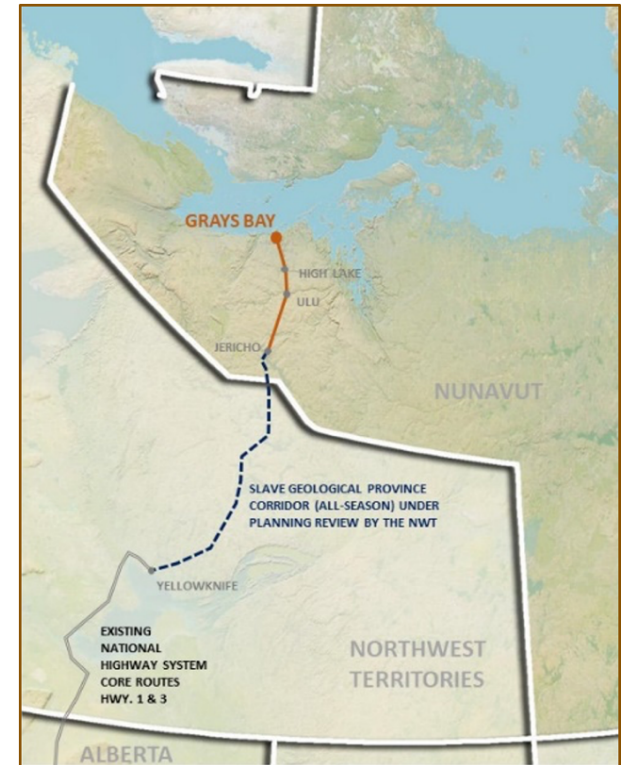 GRAYS BAY
HIGH LAKE
ULU
JERICHO
NUNAVUT
SLAVE GEOLOGICAL PROVINCE
CORRIDOR (ALL-SEASON) UNDER
PLANNING REVIEW BY THE NWT
YELLOWKNIFE
EXISTING
NATIONAL
HIGHWAY SYSTEM
CORE ROUTES
HWY. 1 & 3
NORTHWEST
TERRITORIES
ALBERTA